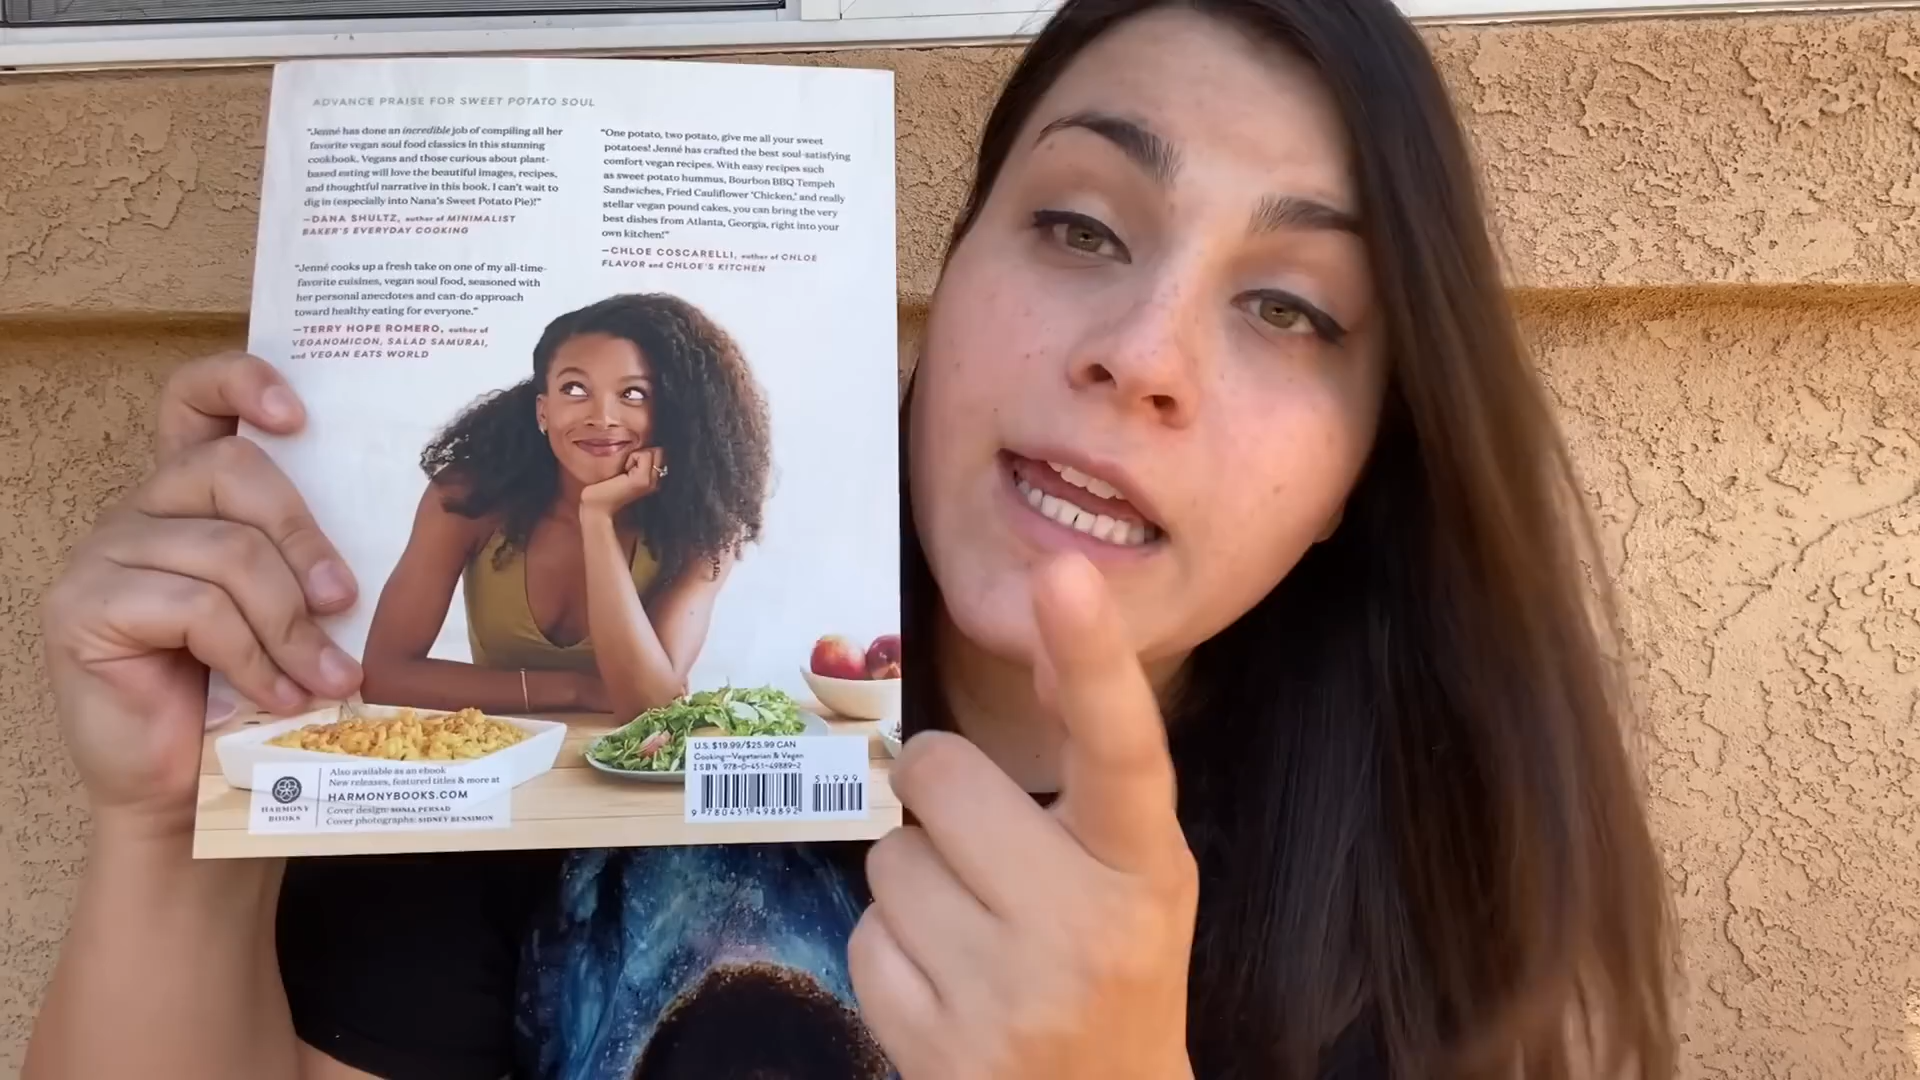 ADVANCE PRAISE FOR SWEET POTATO SOUL
"Jenné has done an incredible job of compiling all her
favorite vegan soul food classics in this stunning
cookbook. Vegans and those curious about plant-
based eating will love the beautiful images, recipes,
and thoughtful narrative in this book. I can't wait to
dig in (especially into Nana's Sweet Potato Pie)!"
—DANA SHULTZ, author of MINIMALIST
BAKER'S EVERYDAY COOKING
"Jenné cooks up a fresh take on one of my all-time-
favorite cuisines, vegan soul food, seasoned with
her personal anecdotes and can-do approach
toward healthy eating for everyone."
—TERRY HOPE ROMERO, author of
VEGANOMICON, SALAD SAMURAI,
and VEGAN EATS WORLD
"One potato, two potato, give me all your sweet
potatoes! Jenné has crafted the best soul-satisfying
comfort vegan recipes. With easy recipes such
as sweet potato hummus, Bourbon BBQ Tempeh
Sandwiches, Fried Cauliflower 'Chicken,' and really
stellar vegan pound cakes, you can bring the very
best dishes from Atlanta, Georgia, right into your
own kitchen!"
—CHLOE COSCARELLI, author of CHLOE
FLAVOR and CHLOE'S KITCHEN
HARMONY
BOOKS
Also available as an ebook
New releases, featured titles & more at
HARMONYBOOKS.COM
Cover design: SONIA PERSAD
Cover photographs: SIDNEY BENSIMON
U.S. $19.99/$25.99 CAN
Cooking—Vegetarian & Vegan
ISBN 978-0-451-49889-2
51999
9 780451 498892